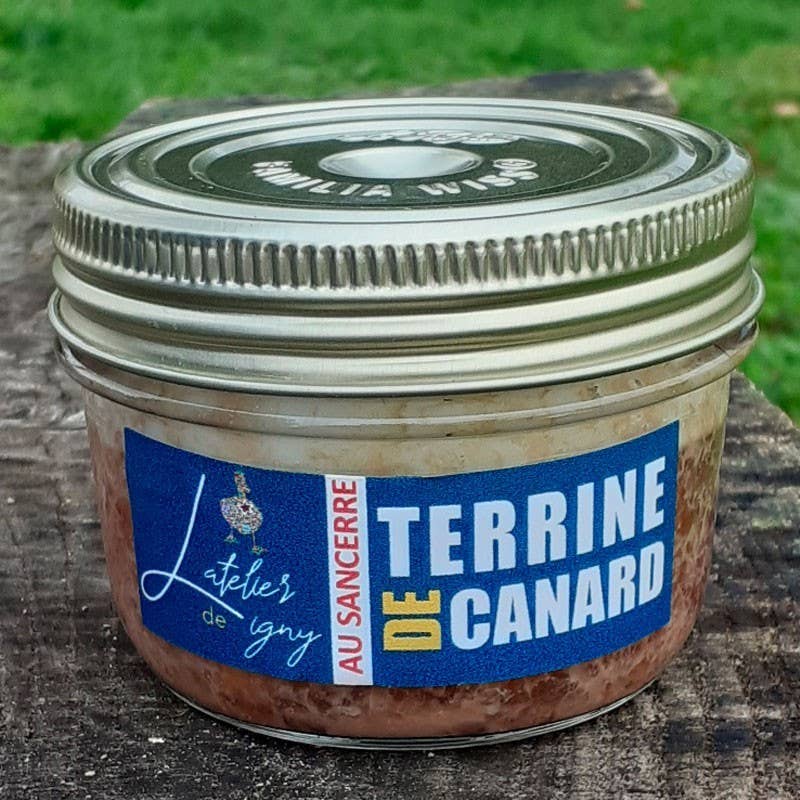 FAMILIA WISS®
L'atelier
de igny
AU SANCERRE
TERRINE
DE CANARD